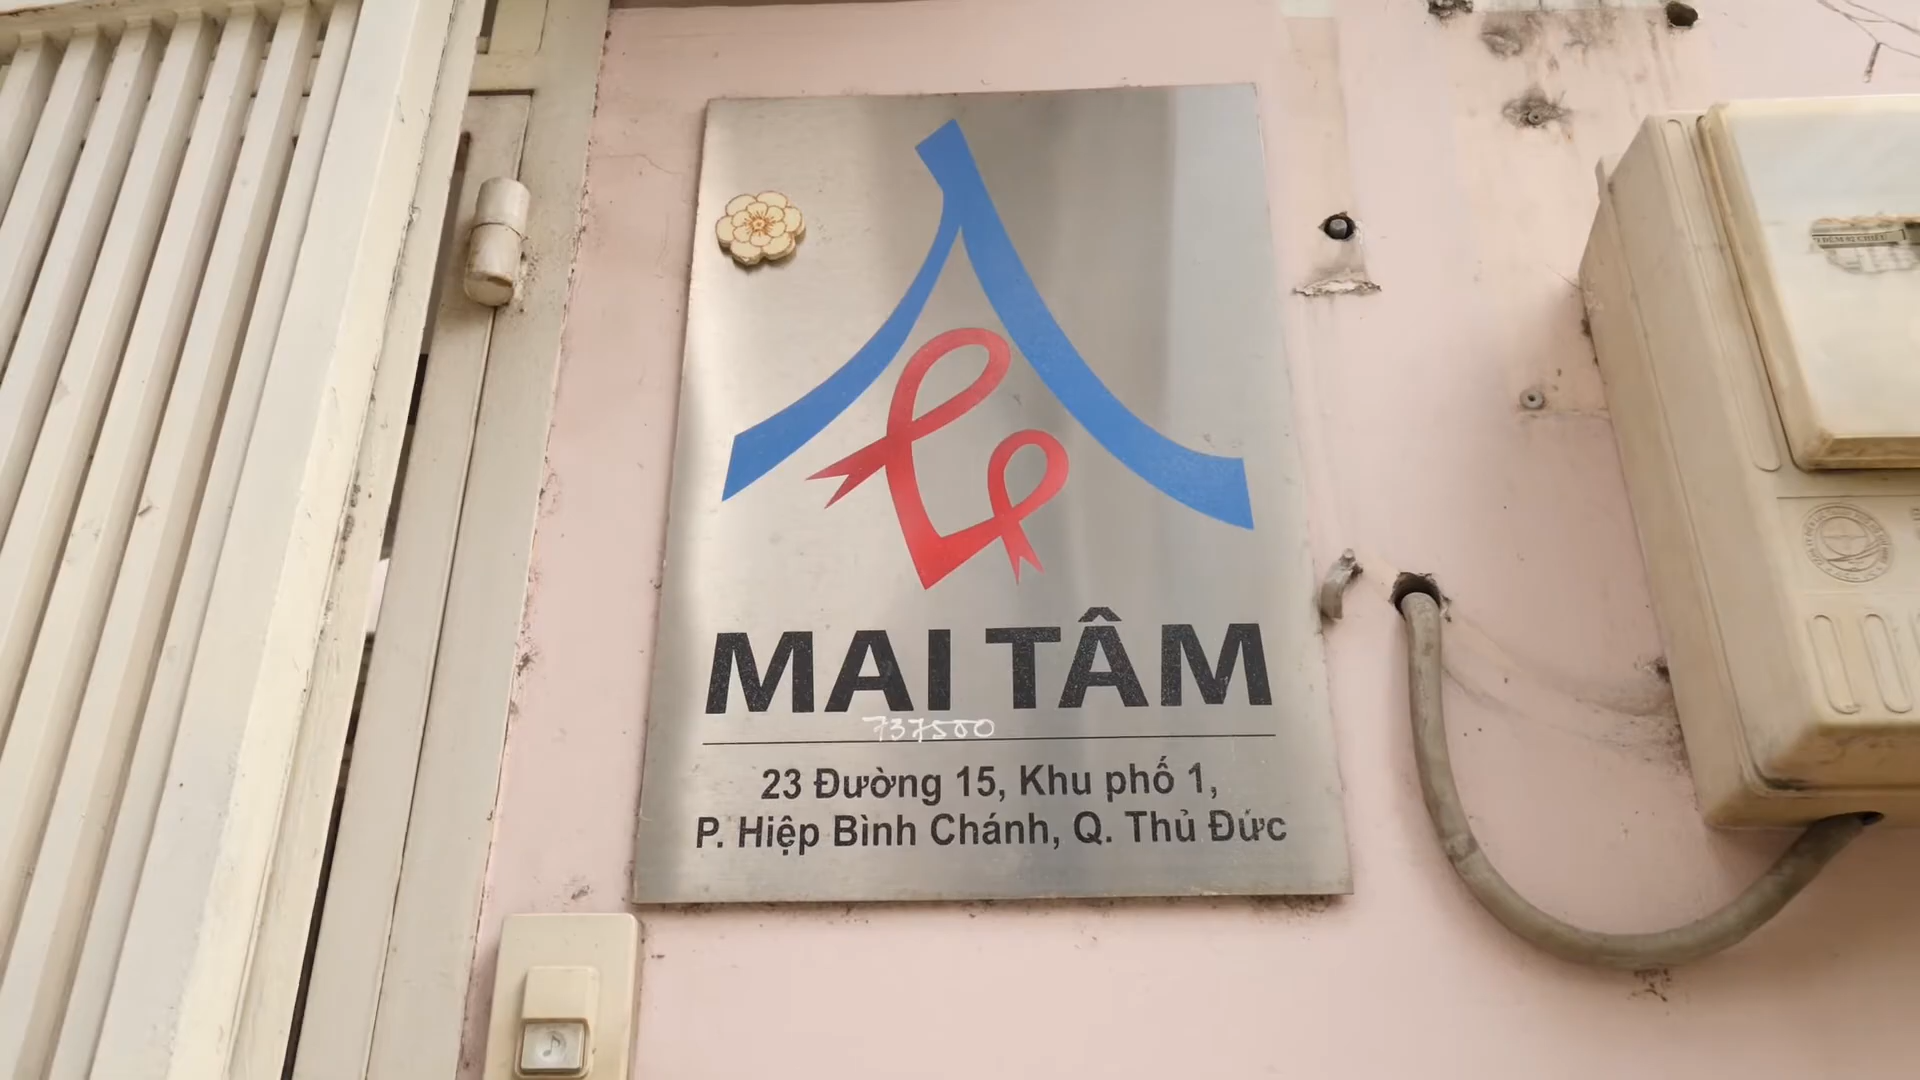 MAI TÂM
737500
23 Đường 15, Khu phố 1,
P. Hiệp Bình Chánh, Q. Thủ Đức